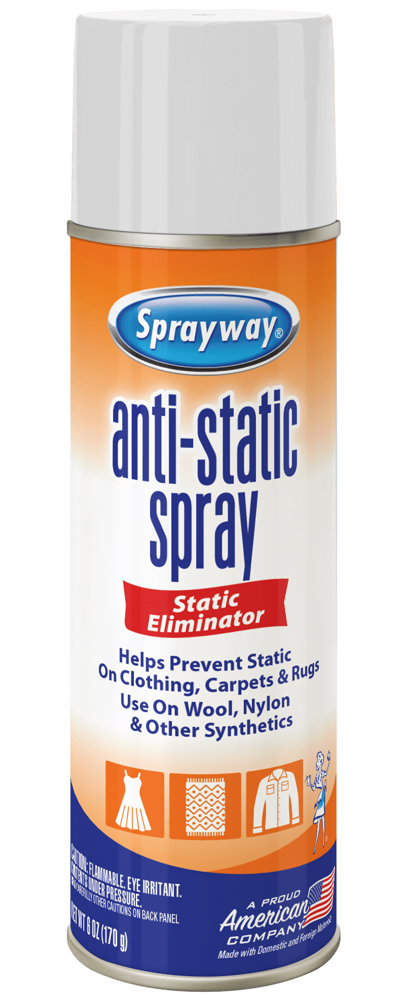 Sprayway®
anti-static
spray
Static
Eliminator
Helps Prevent Static
On Clothing, Carpets & Rugs
Use On Wool, Nylon
& Other Synthetics
CAUTION: FLAMMABLE. EYE IRRITANT.
CONTENTS UNDER PRESSURE.
READ CAREFULLY OTHER CAUTIONS ON BACK PANEL
NET WT 6 OZ (170 g)
A PROUD
American
COMPANY
Made with Domestic and Foreign Materials